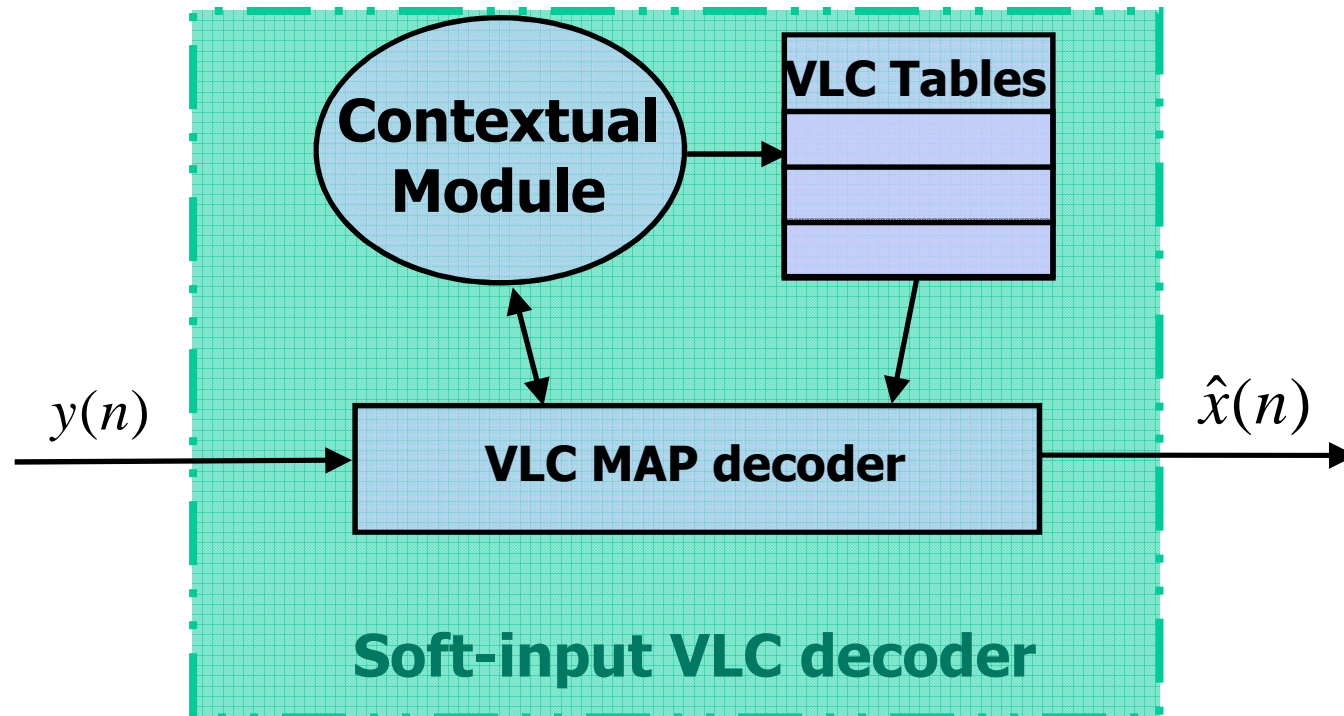 Contextual
Module
VLC Tables
y(n)
VLC MAP decoder
x̂(n)
Soft-input VLC decoder